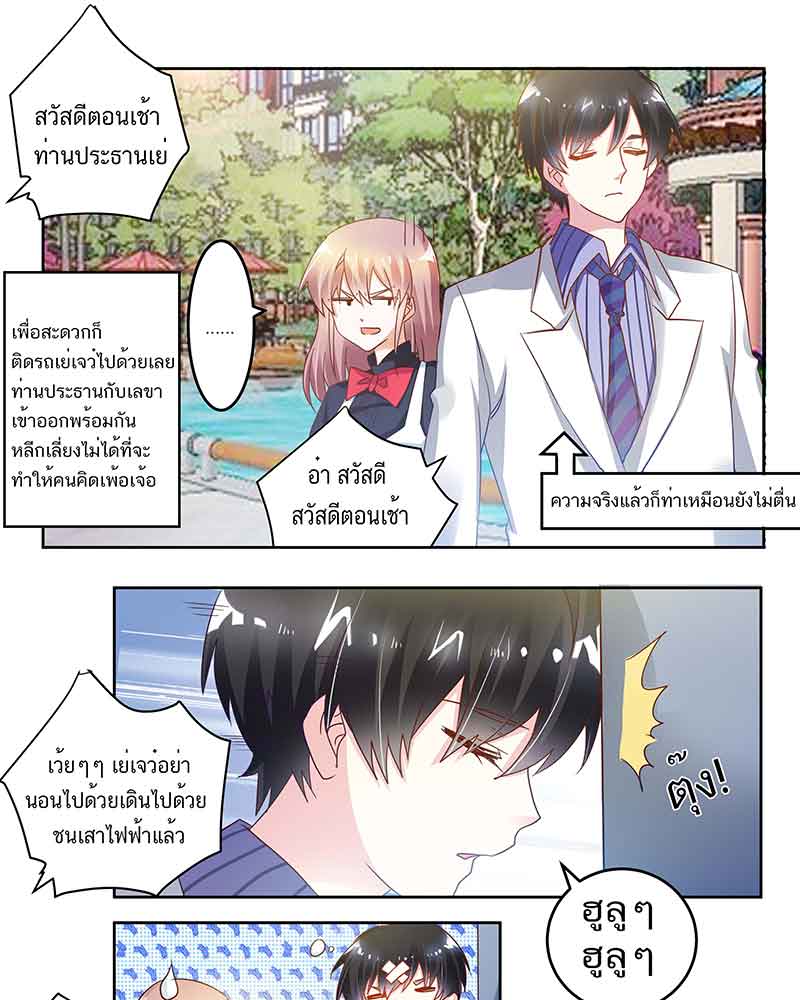 สวัสดีตอนเช้า
ท่านประธานเย่
......
เพื่อสะดวกก็
ติดรถเย่เจว๋ไปด้วยเลย
ท่านประธานกับเลขา
เข้าออกพร้อมกัน
หลีกเลี่ยงไม่ได้ที่จะ
ทำให้คนคิดเพ้อเจ้อ
อ๋า สวัสดี
สวัสดีตอนเช้า
ความจริงแล้วก็ท่าเหมือนยังไม่ตื่น
เว้ยๆๆ เย่เจว๋อย่า
นอนไปด้วยเดินไปด้วย
ชนเสาไฟฟ้าแล้ว
ตุ๊ง!
ฮูลูๆ
ฮูลูๆ